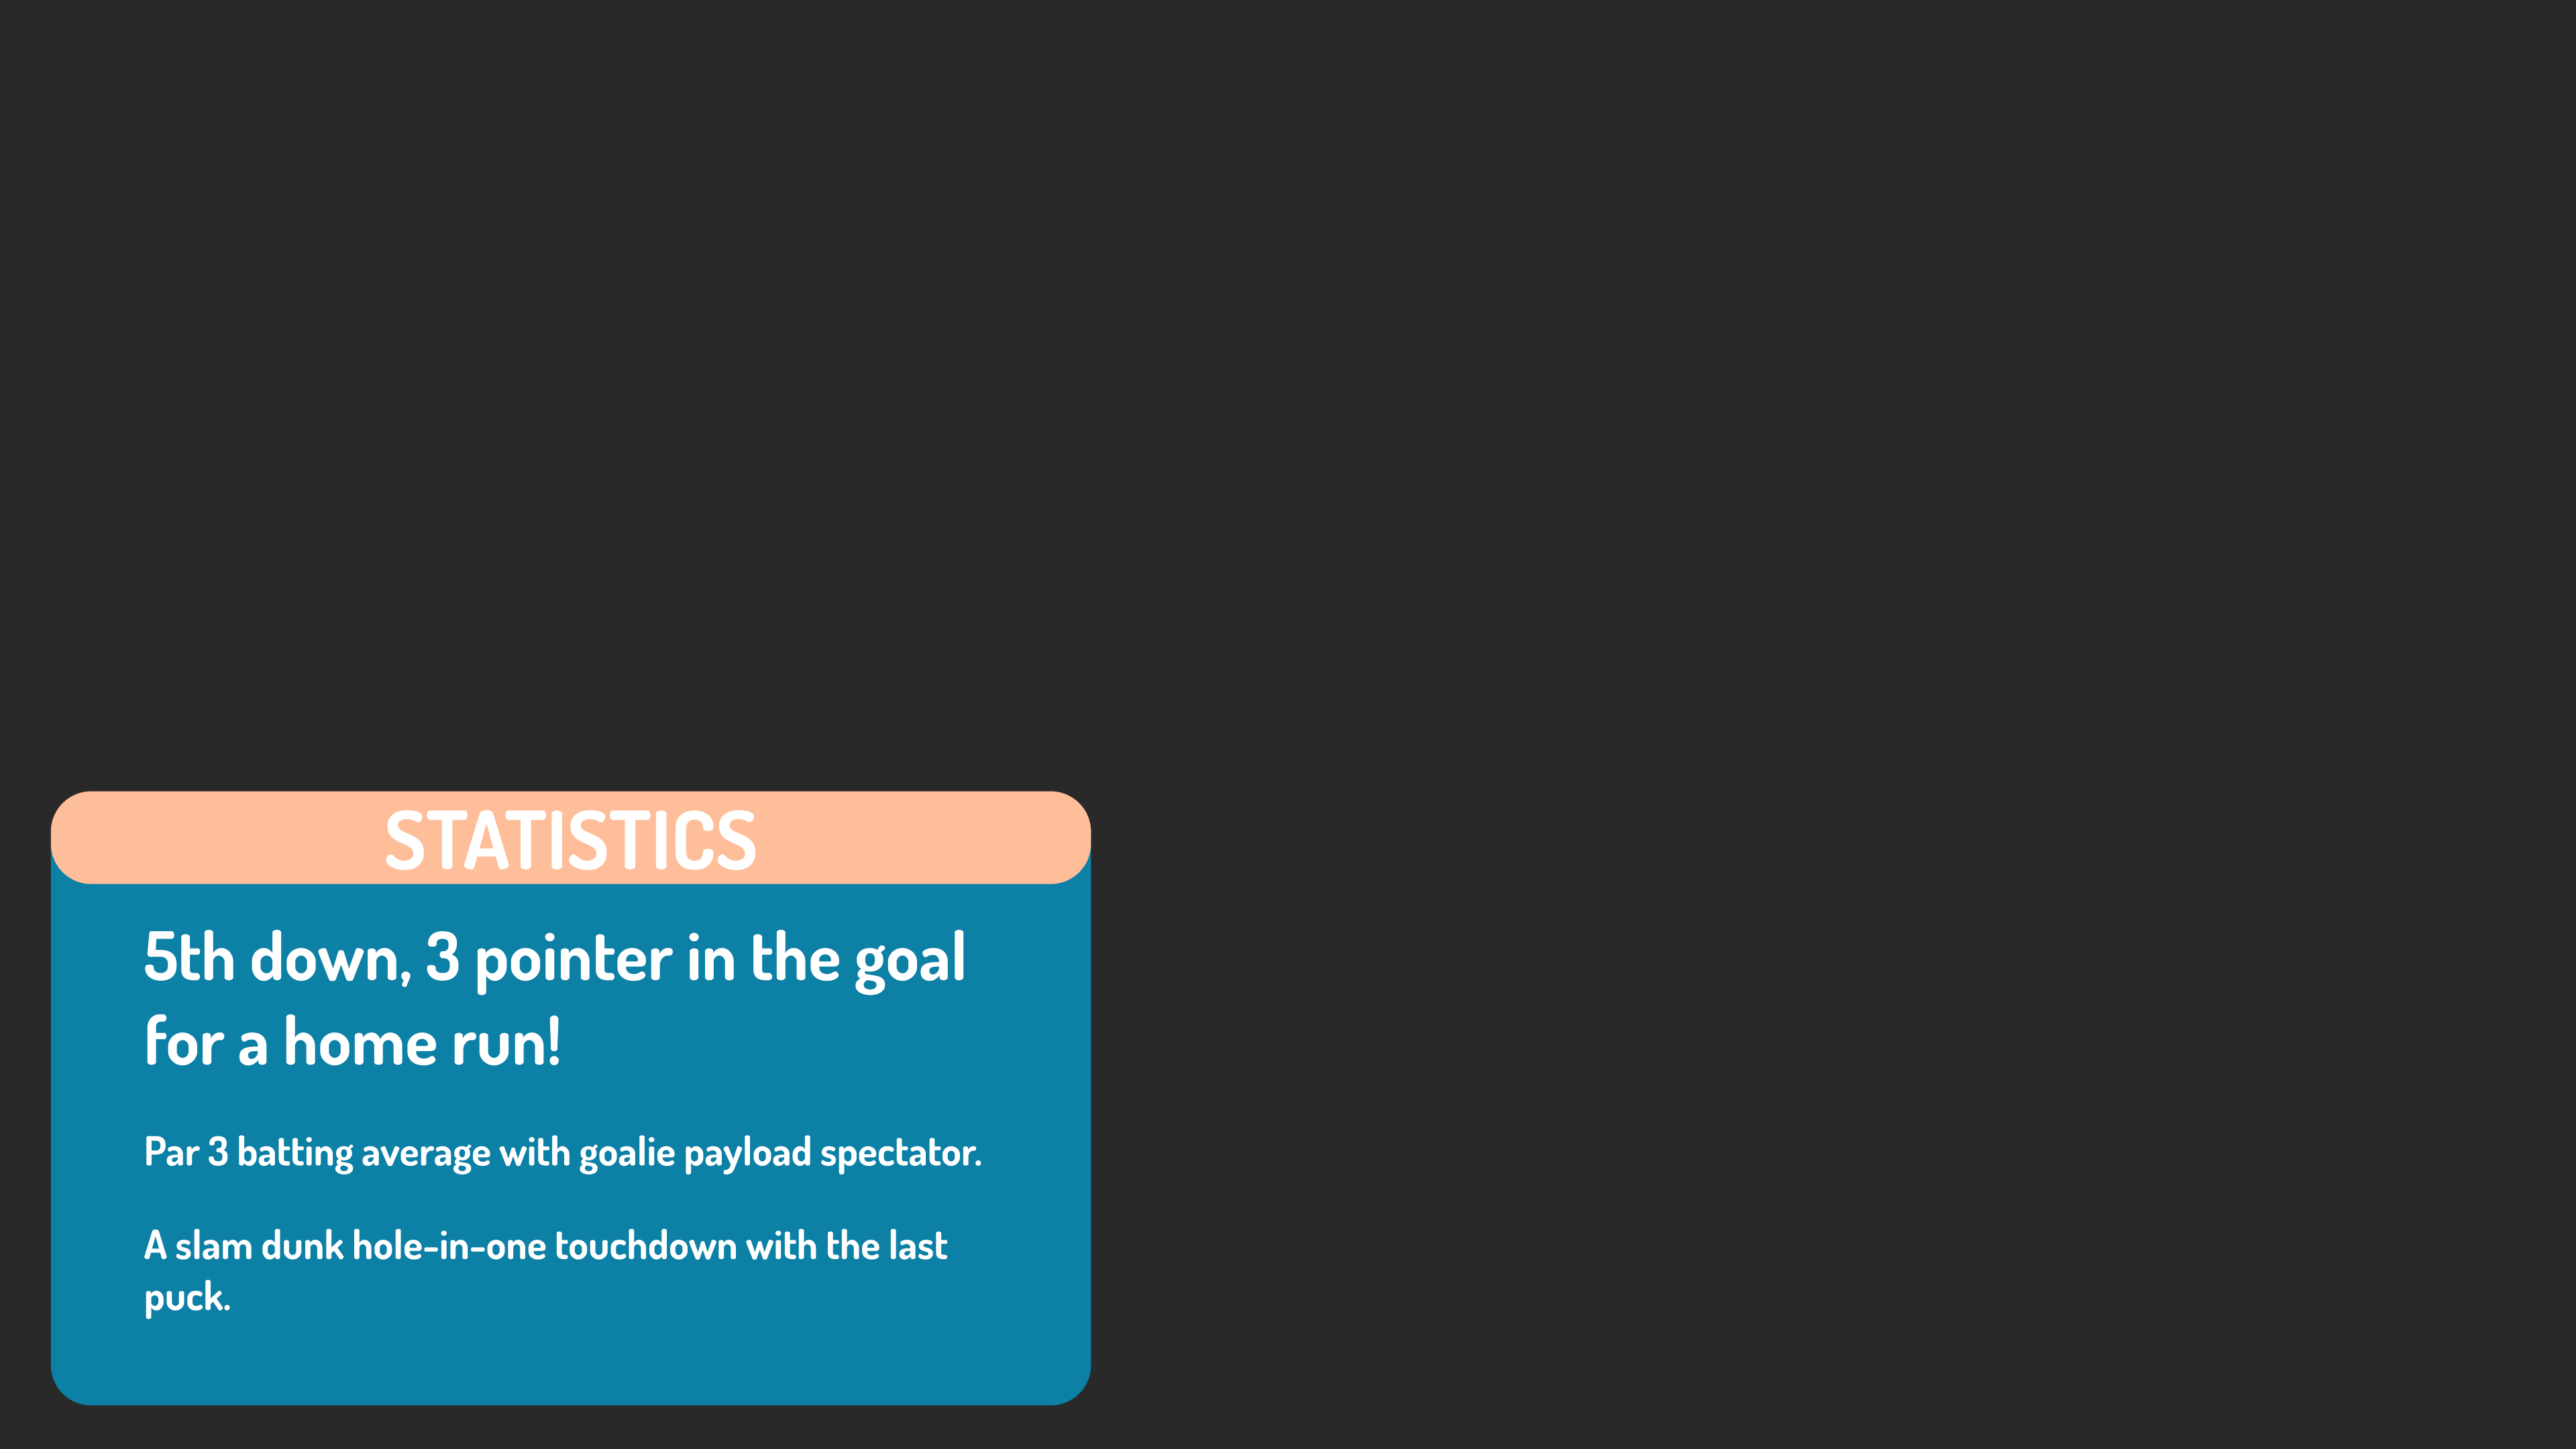 STATISTICS
5th down, 3 pointer in the goal
for a home run!
Par 3 batting average with goalie payload spectator.
A slam dunk hole-in-one touchdown with the last
puck.